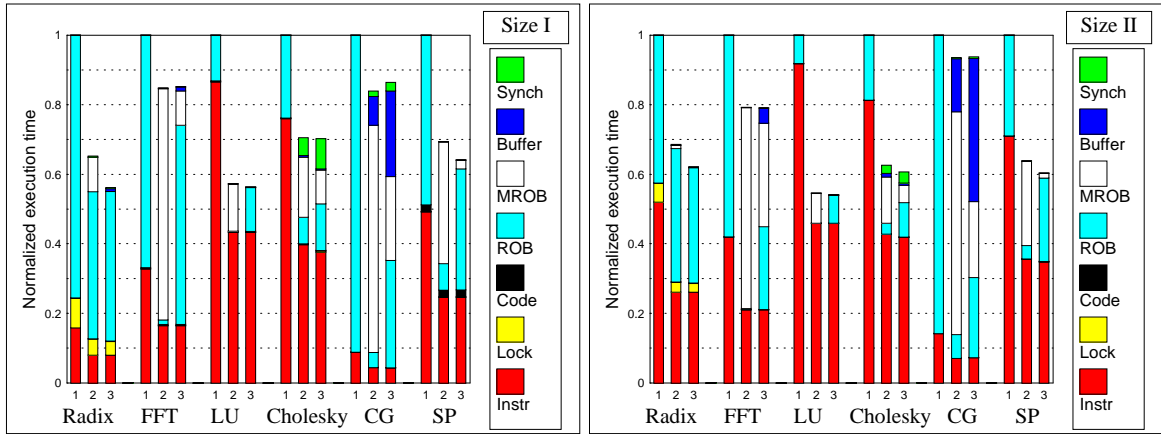 Size I
Normalized execution time
1
0.8
0.6
0.4
0.2
0
Synch
Buffer
MROB
ROB
Code
Lock
Instr
1 2 3 1 2 3 1 2 3 1 2 3 1 2 3 1 2 3
Radix FFT LU Cholesky CG SP
Size II
Normalized execution time
1
0.8
0.6
0.4
0.2
0
Synch
Buffer
MROB
ROB
Code
Lock
Instr
1 2 3 1 2 3 1 2 3 1 2 3 1 2 3 1 2 3
Radix FFT LU Cholesky CG SP